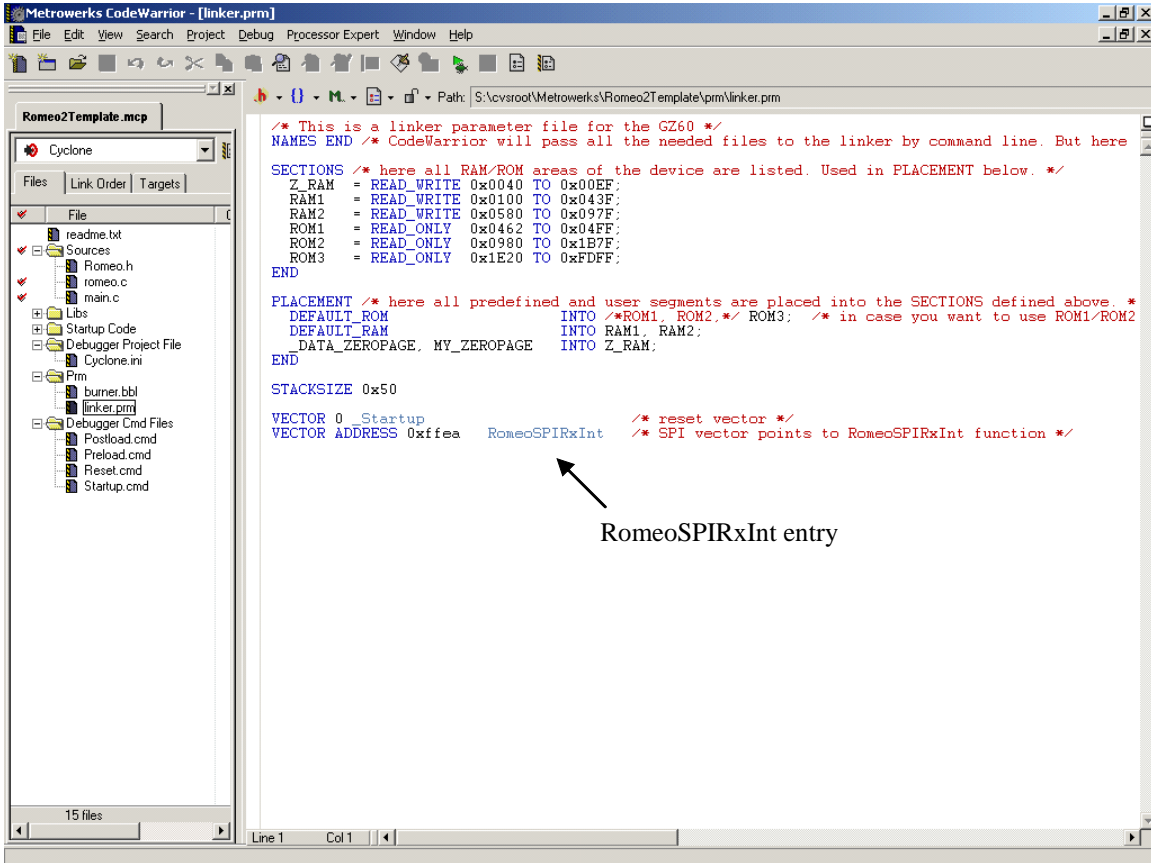 Metrowerks CodeWarrior - [linker.prm]
File Edit View Search Project Debug Processor Expert Window Help
Path: S:\cvsroot\Metrowerks\Romeo2Template\prm\linker.prm
Romeo2Template.mcp
Cyclone
Files Link Order Targets
File
readme.txt
Sources
Romeo.h
romeo.c
main.c
Libs
Startup Code
Debugger Project File
Cyclone.ini
Prm
burner.bbl
linker.prm
Debugger Cmd Files
Postload.cmd
Preload.cmd
Reset.cmd
Startup.cmd
15 files
/* This is a linker parameter file for the GZ60 */
NAMES END /* CodeWarrior will pass all the needed files to the linker by command line. But here
SECTIONS /* here all RAM/ROM areas of the device are listed. Used in PLACEMENT below. */
Z_RAM = READ_WRITE 0x0040 TO 0x00EF;
RAM1 = READ_WRITE 0x0100 TO 0x043F;
RAM2 = READ_WRITE 0x0580 TO 0x097F;
ROM1 = READ_ONLY 0x0462 TO 0x04FF;
ROM2 = READ_ONLY 0x0980 TO 0x1B7F;
ROM3 = READ_ONLY 0x1E20 TO 0xFDFF;
END
PLACEMENT /* here all predefined and user segments are placed into the SECTIONS defined above. *
DEFAULT_ROM INTO /*ROM1, ROM2,*/ ROM3; /* in case you want to use ROM1/ROM2
DEFAULT_RAM INTO RAM1, RAM2;
_DATA_ZEROPAGE, MY_ZEROPAGE INTO Z_RAM;
END
STACKSIZE 0x50
VECTOR 0 _Startup /* reset vector */
VECTOR ADDRESS 0xffea RomeoSPIRxInt /* SPI vector points to RomeoSPIRxInt function */
RomeoSPIRxInt entry
Line 1 Col 1